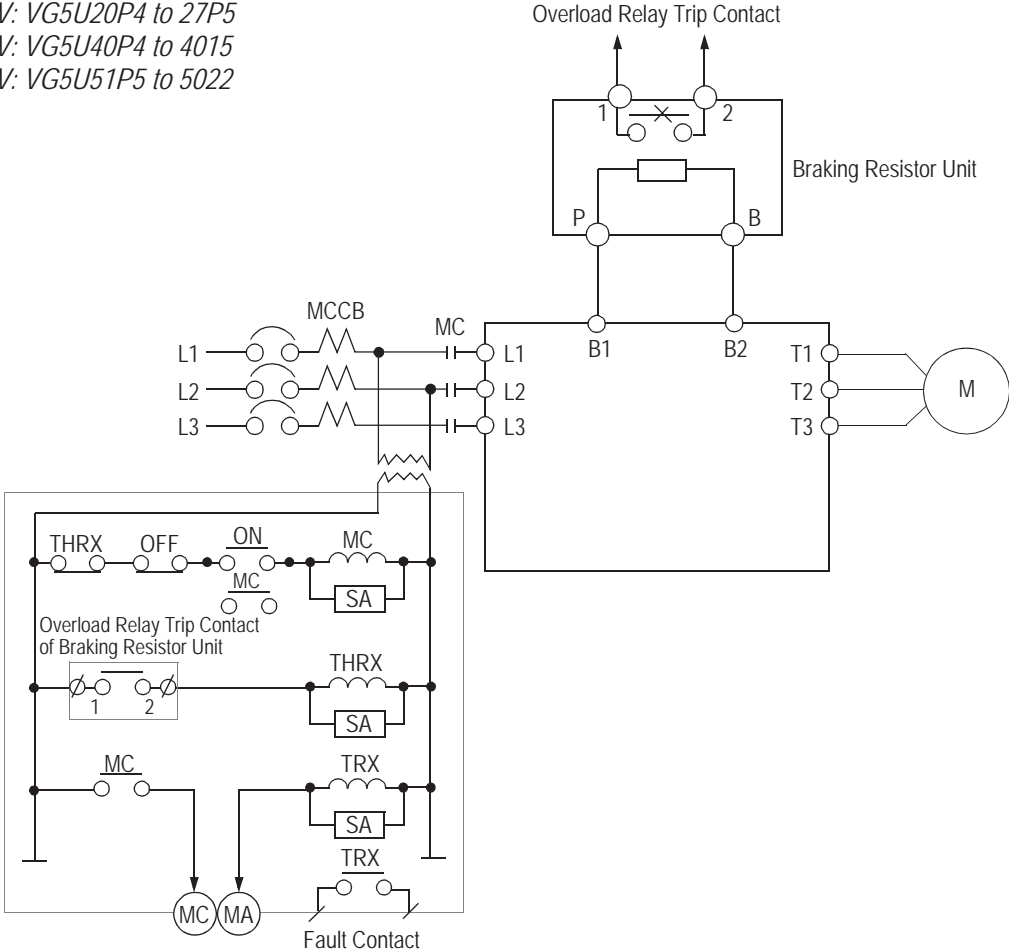 V: VG5U20P4 to 27P5
V: VG5U40P4 to 4015
V: VG5U51P5 to 5022
Overload Relay Trip Contact
1
2
Braking Resistor Unit
P
B
MCCB
MC
B1
B2
L1
L1
T1
L2
L2
T2
M
L3
L3
T3
THRX
OFF
ON
MC
MC
SA
Overload Relay Trip Contact
of Braking Resistor Unit
THRX
1
2
SA
MC
TRX
SA
TRX
MC
MA
Fault Contact